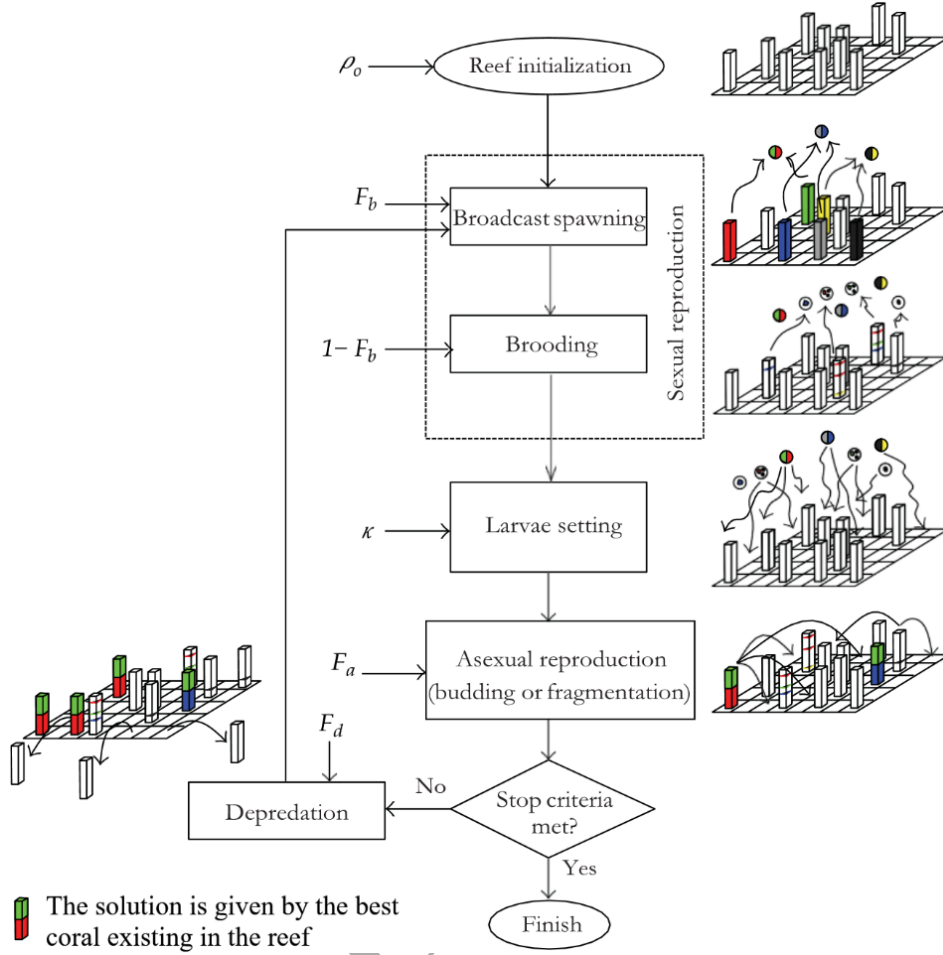 ρo
Reef initialization
Fb
Broadcast spawning
1− Fb
Brooding
Sexual reproduction
κ
Larvae setting
Fa
Asexual reproduction
(budding or fragmentation)
Fd
Depredation
No
Stop criteria
met?
Yes
Finish
The solution is given by the best
coral existing in the reef